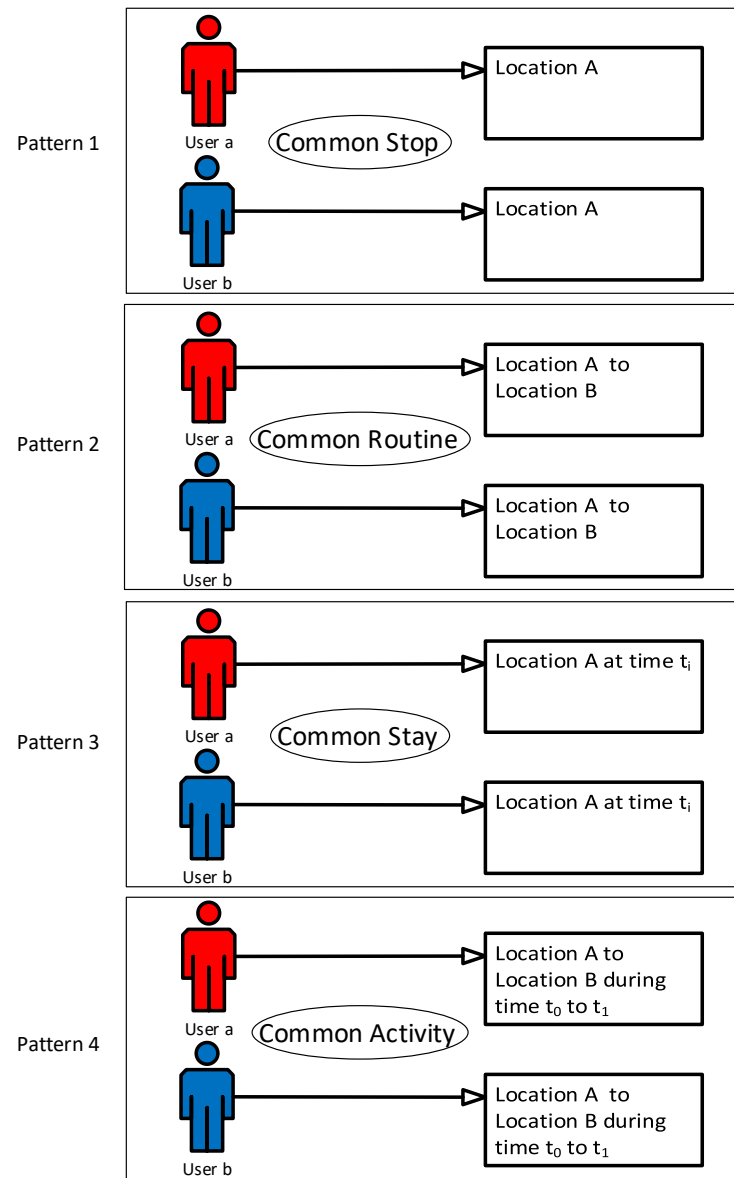 Location A
Pattern 1
User a
Common Stop
Location A
User b
Location A  to
Location B
Pattern 2
User a
Common Routine
Location A  to
Location B
User b
Location A at time tᵢ
Pattern 3
User a
Common Stay
Location A at time tᵢ
User b
Location A to
Location B during
time t₀ to t₁
Pattern 4
User a
Common Activity
Location A  to
Location B during
time t₀ to t₁
User b